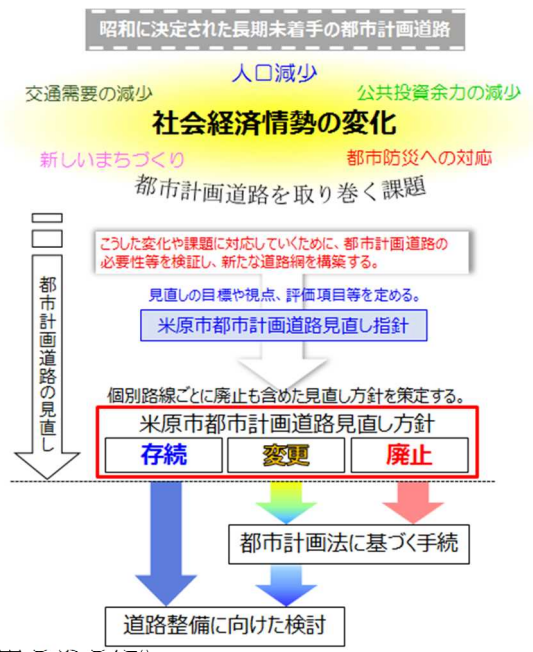 昭和に決定された長期未着手の都市計画道路
人口減少
交通需要の減少
公共投資余力の減少
社会経済情勢の変化
新しいまちづくり
都市防災への対応
都市計画道路を取り巻く課題
こうした変化や課題に対応していくために、都市計画道路の
必要性等を検証し、新たな道路網を構築する。
見直しの目標や視点、評価項目等を定める。
米原市都市計画道路見直し指針
都市計画道路の見直し
個別路線ごとに廃止も含めた見直し方針を策定する。
米原市都市計画道路見直し方針
存続
変更
廃止
都市計画法に基づく手続
道路整備に向けた検討